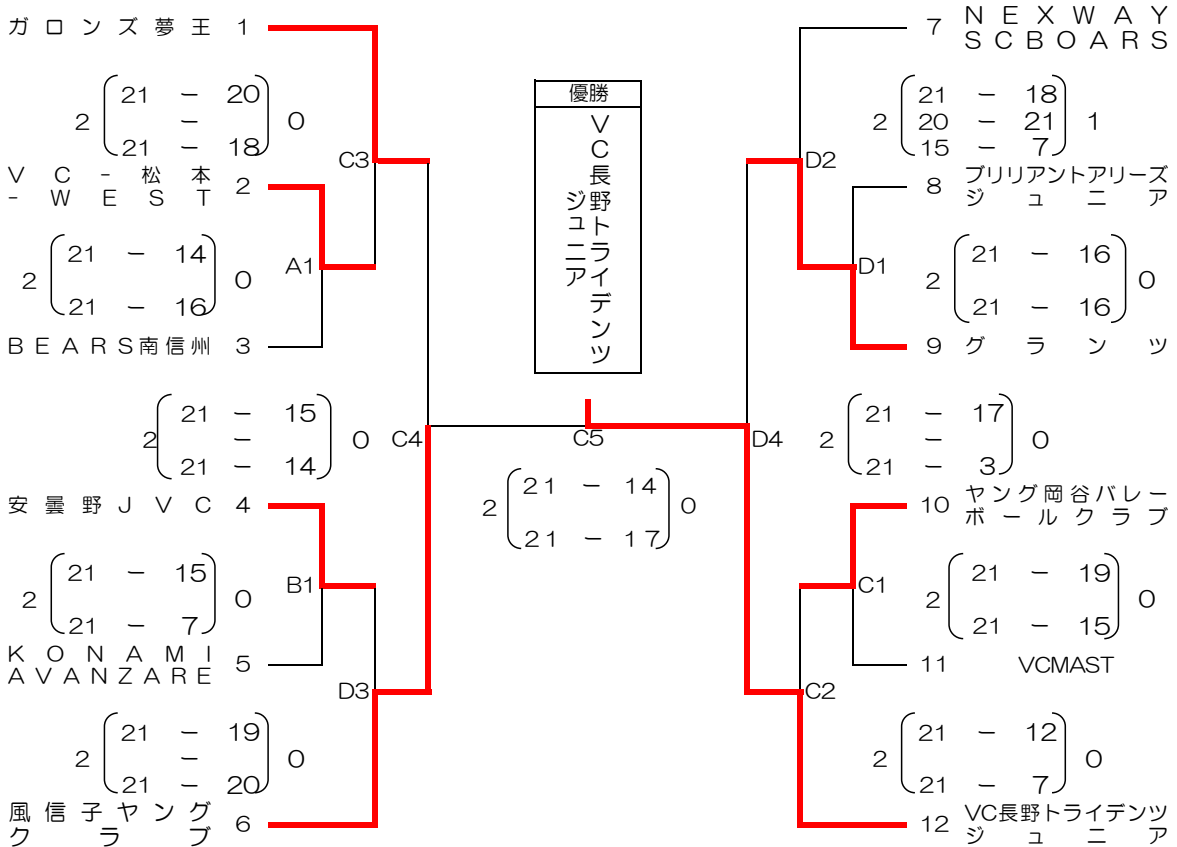 ガロンズ夢王 1
2 21 - 20 0
-
21 - 18
C3
VC-松本
-WEST 2
2 21 - 14 0
21 - 16
A1
BEARS南信州 3
2 21 - 15 0
-
21 - 14
C4
安曇野JVC 4
2 21 - 15 0
21 - 7
B1
KONAMI
AVANZARE 5
D3
2 21 - 19 0
-
21 - 20
風信子ヤング
クラブ 6
優勝
VC長野トライデンツ
ジュニア
C5
2 21 - 14 0
21 - 17
7 NEXWAY
SCBOARS
21 - 18
2 20 - 21 1
15 - 7
D2
8 ブリリアントアリーズ
ジュニア
2 21 - 16 0
21 - 16
D1
9 グランツ
D4
2 21 - 17 0
-
21 - 3
10 ヤング岡谷バレー
ボールクラブ
2 21 - 19 0
21 - 15
C1
11 VCMAST
C2
2 21 - 12 0
-
21 - 7
12 VC長野トライデンツ
ジュニア